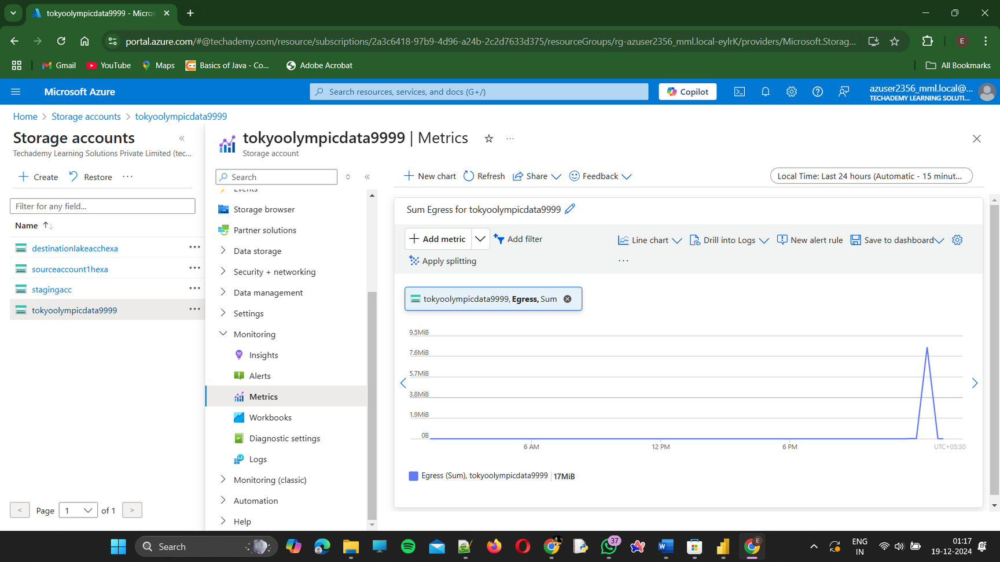 tokyoolympicdata9999 - Micros
portal.azure.com/#@techademy.com/resource/subscriptions/2a3c6418-97b9-4d96-a24b-2c2d7633d375/resourceGroups/rg-azuser2356_mml.local-eylrK/providers/Microsoft.Storag...
E
Gmail
YouTube
Maps
Basics of Java - Co...
Adobe Acrobat
All Bookmarks
Microsoft Azure
Search resources, services, and docs (G+/)
Copilot
azuser2356_mml.local@...
TECHADEMY LEARNING SOLUTI...
Home > Storage accounts > tokyoolympicdata9999
Storage accounts
Techademy Learning Solutions Private Limited (tec...
Create
Restore
Filter for any field...
Name
destinationlakeacchexa
sourceaccount1hexa
stagingacc
tokyoolympicdata9999
< Page 1 of 1 >
tokyoolympicdata9999 | Metrics
Storage account
Search
Events
Storage browser
Partner solutions
Data storage
Security + networking
Data management
Settings
Monitoring
Insights
Alerts
Metrics
Workbooks
Diagnostic settings
Logs
Monitoring (classic)
Automation
Help
New chart
Refresh
Share
Feedback
Local Time: Last 24 hours (Automatic - 15 minut...
Sum Egress for tokyoolympicdata9999
Add metric
Add filter
Line chart
Drill into Logs
New alert rule
Save to dashboard
Apply splitting
tokyoolympicdata9999, Egress, Sum
9.5MiB
7.6MiB
5.7MiB
3.8MiB
1.9MiB
0B
6 AM
12 PM
6 PM
UTC+05:30
Egress (Sum), tokyoolympicdata9999 | 17MiB
Search
37
E
ENG
IN
01:17
19-12-2024